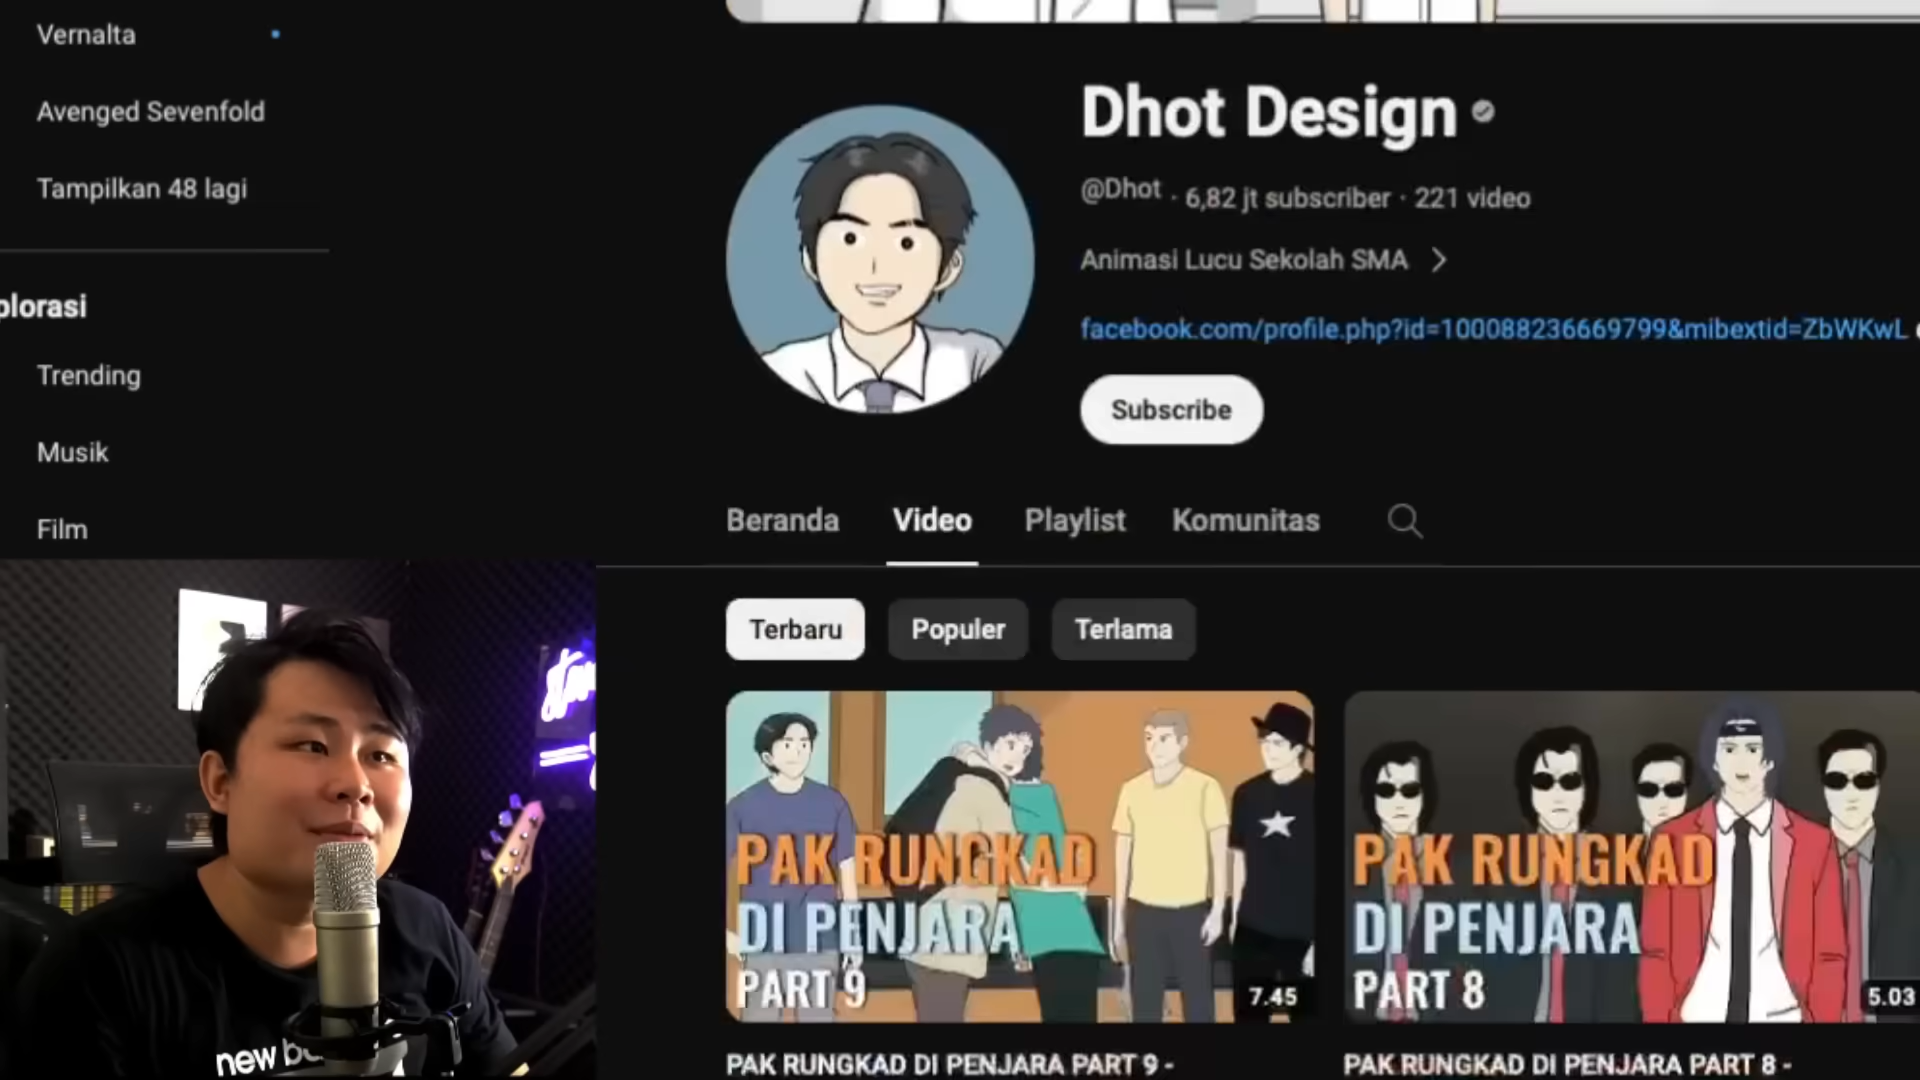 Vernalta
Avenged Sevenfold
Tampilkan 48 lagi
plorasi
Trending
Musik
Film
Dhot Design
@Dhot · 6,82 jt subscriber · 221 video
Animasi Lucu Sekolah SMA
facebook.com/profile.php?id=100088236669799&mibextid=ZbWKwL
Subscribe
Beranda Video Playlist Komunitas
Terbaru Populer Terlama
PAK RUNGKAD
DI PENJARA
PART 9
7.45
PAK RUNGKAD
DI PENJARA
PART 8
5.03
PAK RUNGKAD DI PENJARA PART 9 -
PAK RUNGKAD DI PENJARA PART 8 -
new